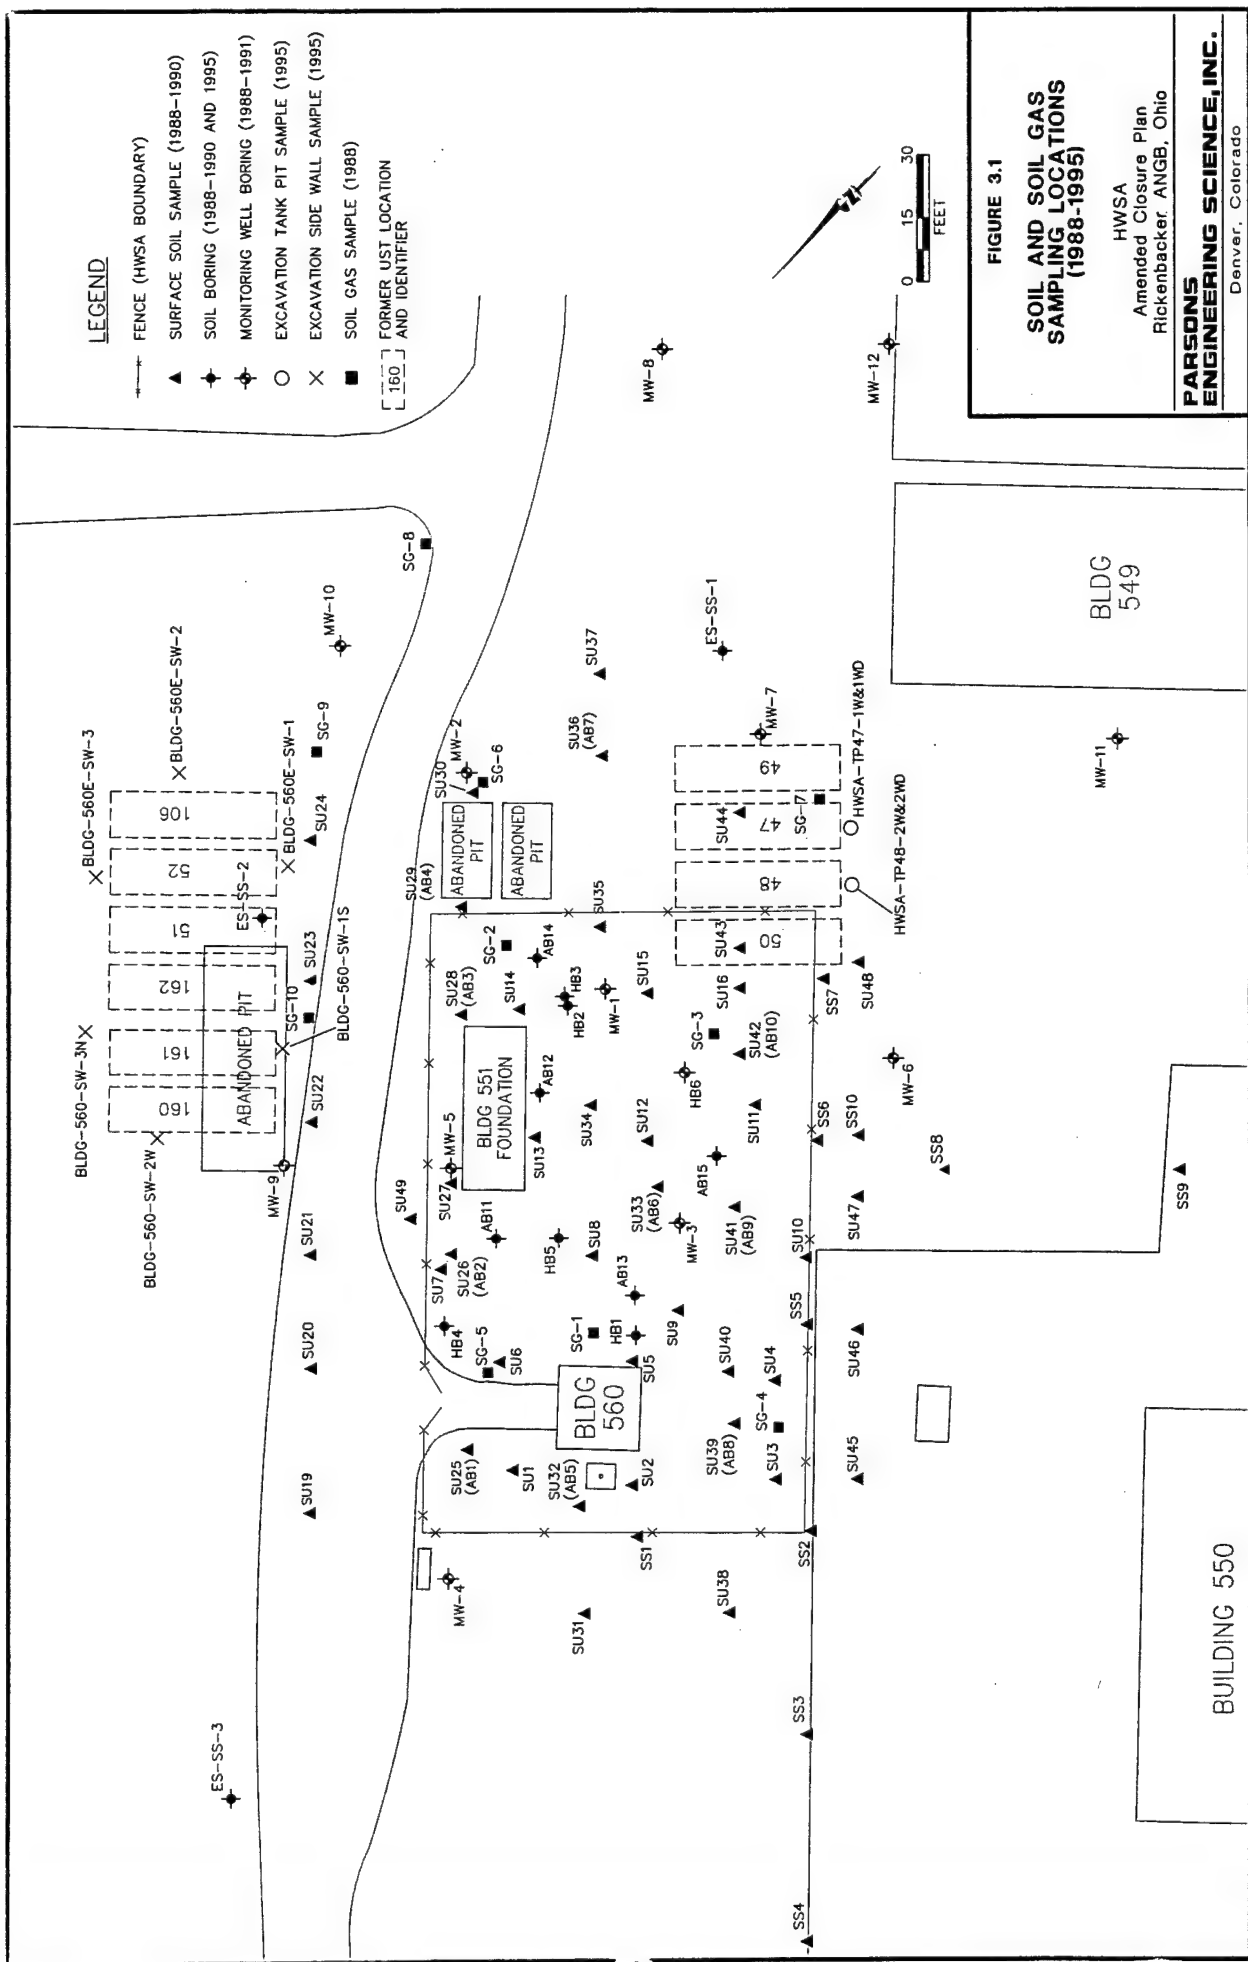 LEGEND
FENCE (HWSA BOUNDARY)
SURFACE SOIL SAMPLE (1988-1990)
SOIL BORING (1988-1990 AND 1995)
MONITORING WELL BORING (1988-1991)
EXCAVATION TANK PIT SAMPLE (1995)
EXCAVATION SIDE WALL SAMPLE (1995)
SOIL GAS SAMPLE (1988)
160
FORMER UST LOCATION
AND IDENTIFIER
ES-SS-3
BLDG-560-SW-2W
BLDG-560-SW-3N
BLDG-560E-SW-3
BLDG-560E-SW-2
BLDG-560E-SW-1
BLDG-560-SW-1S
160
161
162
51
52
106
ABANDONED PIT
ES-SS-2
MW-9
SG-10
SG-9
MW-10
SG-8
SU19
SU20
SU21
SU22
SU23
SU24
SU49
MW-4
SU25
(AB1)
SU1
SU32
(AB5)
SU2
BLDG
560
SG-5
SU6
HB4
SU7
SU26
(AB2)
SU27
MW-5
AB11
HB5
SU8
SG-1
HB1
SU5
AB13
SU9
BLDG 551
FOUNDATION
SU13
AB12
SU34
SU12
SU33
(AB6)
MW-3
SU28
(AB3)
SU14
SG-2
AB14
HB3
HB2
MW-1
SU15
SU35
SU29
(AB4)
ABANDONED
PIT
ABANDONED
PIT
SU30
MW-2
SG-6
SU36
(AB7)
SU37
ES-SS-1
MW-7
MW-8
MW-12
SU31
SU38
SS1
SS2
SS3
SS4
SU39
(AB8)
SU3
SG-4
SU4
SU40
SU41
(AB9)
SU10
SS5
AB15
SU11
HB6
SG-3
SU42
(AB10)
SU16
SU43
SU44
50
48
47
49
SG-7
SS6
SS7
SU48
SS10
SU47
SU46
SU45
SS8
SS9
MW-6
MW-11
HWSA-TP47-1W&1WD
HWSA-TP48-2W&2WD
BUILDING 550
BLDG
549
N
0 15 30
FEET
FIGURE 3.1
SOIL AND SOIL GAS
SAMPLING LOCATIONS
(1988-1995)
HWSA
Amended Closure Plan
Rickenbacker ANGB, Ohio
PARSONS
ENGINEERING SCIENCE, INC.
Denver, Colorado